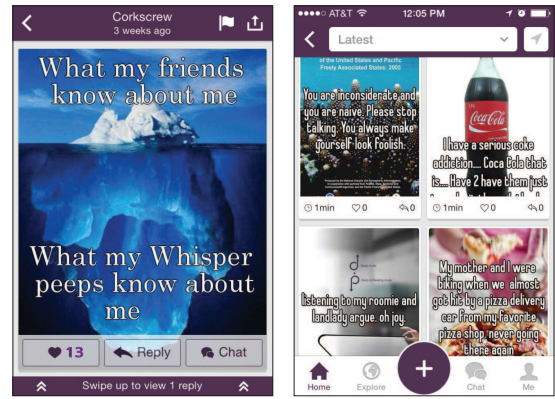 Corkscrew
3 weeks ago
What my friends
know about me
What my Whisper
peeps know about
me
13
Reply
Chat
Swipe up to view 1 reply
AT&T
12:05 PM
Latest
of the United States and Pacific
Freely Associated States: 2005
You are inconsiderate and
you are naive. Please stop
talking. You always make
yourself look Foolish.
1min
0
0
Coca-Cola
I have a serious coke
addiction.... Coca Cola that
is.... Have 2 have them just
1min
0
0
listening to my roomie and
landlady argue. oh joy.
My mother and I were
biking when we almost
got hit by a pizza delivery
car from my favorite
pizza shop. never going
there again
Home
Explore
+
Chat
Me